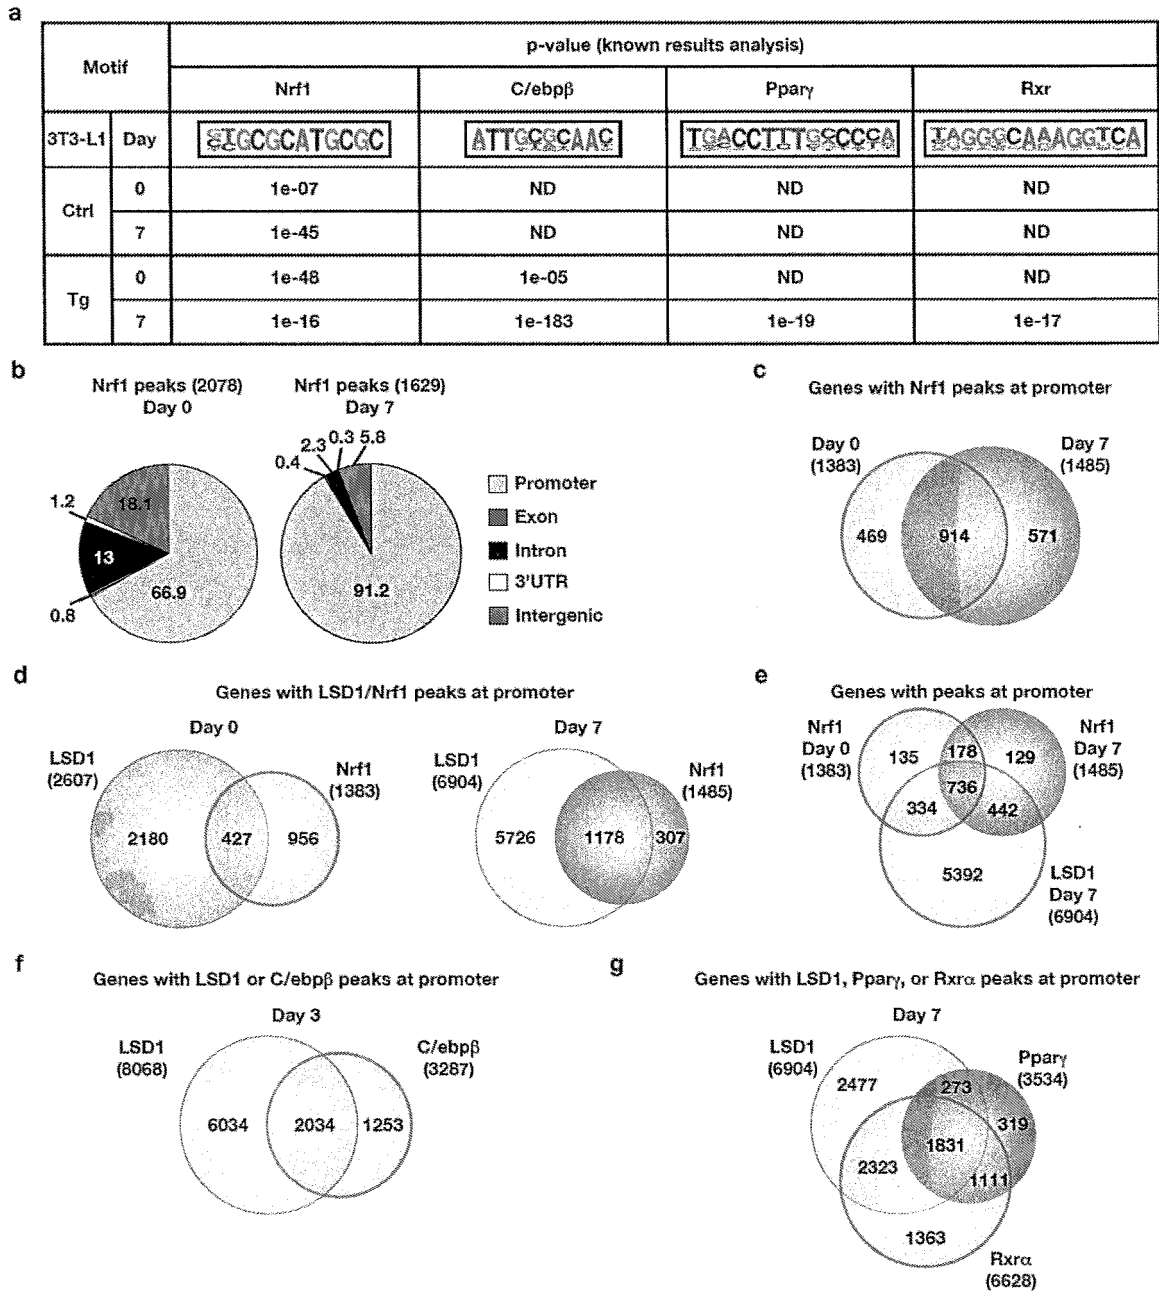 a
Motif
p-value (known results analysis)
Nrf1 C/ebpβ Pparγ Rxr
3T3-L1 Day GCGCATGCGC ATTGCGCAAC TGACCTTTGCCCCA TAGGGCAAAGGTCA
Ctrl
0 1e-07 ND ND ND
7 1e-45 ND ND ND
Tg
0 1e-48 1e-05 ND ND
7 1e-16 1e-183 1e-19 1e-17
b
Nrf1 peaks (2078)
Day 0
1.2
18.1
13
0.8
66.9
Nrf1 peaks (1629)
Day 7
0.4
2.3
0.3
5.8
91.2
Promoter
Exon
Intron
3'UTR
Intergenic
c
Genes with Nrf1 peaks at promoter
Day 0
(1383)
Day 7
(1485)
469 914 571
d
Genes with LSD1/Nrf1 peaks at promoter
Day 0
LSD1
(2607)
Nrf1
(1383)
2180 427 956
Day 7
LSD1
(6904)
Nrf1
(1485)
5726 1178 307
e
Genes with peaks at promoter
Nrf1
Day 0
(1383)
Nrf1
Day 7
(1485)
135 178 129
736
334 442
5392
LSD1
Day 7
(6904)
f
Genes with LSD1 or C/ebpβ peaks at promoter
Day 3
LSD1
(8068)
C/ebpβ
(3287)
6034 2034 1253
g
Genes with LSD1, Pparγ, or Rxrα peaks at promoter
Day 7
LSD1
(6904)
Pparγ
(3534)
2477 273
319
1831
2323
1111
1363
Rxrα
(6628)